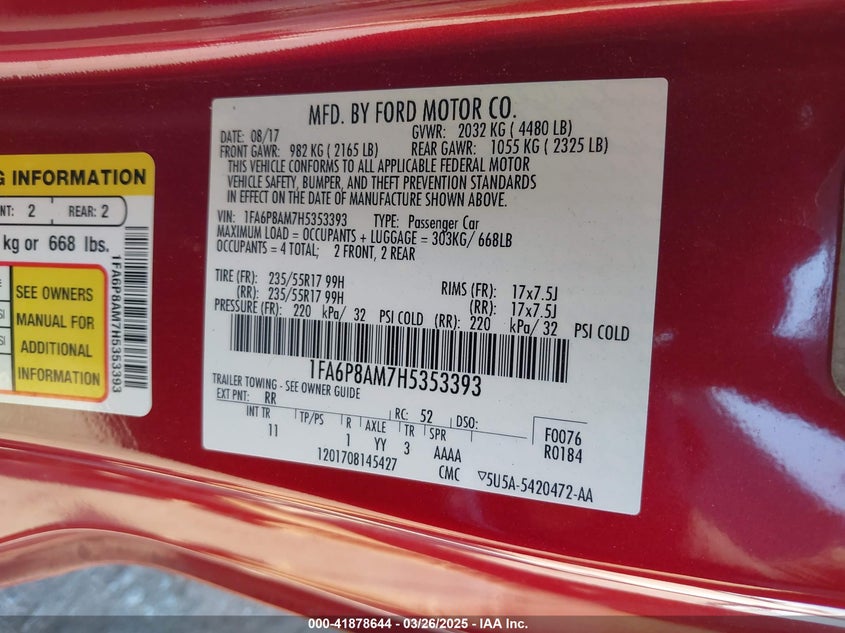 MFD. BY FORD MOTOR CO.
DATE: 08/17
GVWR: 2032 KG ( 4480 LB)
FRONT GAWR: 982 KG ( 2165 LB)
REAR GAWR: 1055 KG ( 2325 LB)
THIS VEHICLE CONFORMS TO ALL APPLICABLE FEDERAL MOTOR
VEHICLE SAFETY, BUMPER, AND THEFT PREVENTION STANDARDS
IN EFFECT ON THE DATE OF MANUFACTURE SHOWN ABOVE.
VIN: 1FA6P8AM7H5353393 TYPE: Passenger Car
MAXIMUM LOAD = OCCUPANTS + LUGGAGE = 303KG/ 668LB
OCCUPANTS = 4 TOTAL; 2 FRONT, 2 REAR
TIRE (FR): 235/55R17 99H RIMS (FR): 17x7.5J
(RR): 235/55R17 99H (RR): 17x7.5J
PRESSURE (FR): 220 kPa/ 32 PSI COLD (RR): 220 kPa/ 32 PSI COLD
1FA6P8AM7H5353393
TRAILER TOWING - SEE OWNER GUIDE
EXT PNT: RR RC: 52 DSO:
INT TR TP/PS R AXLE TR SPR
11 1 YY 3 AAAA
F0076
R0184
1201708145427 CMC ▽5U5A-5420472-AA
G INFORMATION
NT: 2 REAR: 2
kg or 668 lbs.
SI
SI
SEE OWNERS
MANUAL FOR
ADDITIONAL
INFORMATION
1FA6P8AM7H5353393
000-41878644 - 03/26/2025 - IAA Inc.